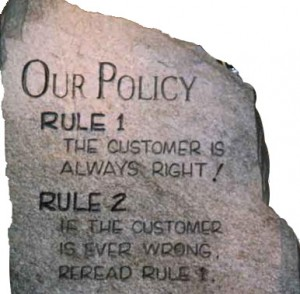 OUR POLICY
RULE 1
THE CUSTOMER IS
ALWAYS RIGHT!
RULE 2
IF THE CUSTOMER
IS EVER WRONG,
REREAD RULE 1.